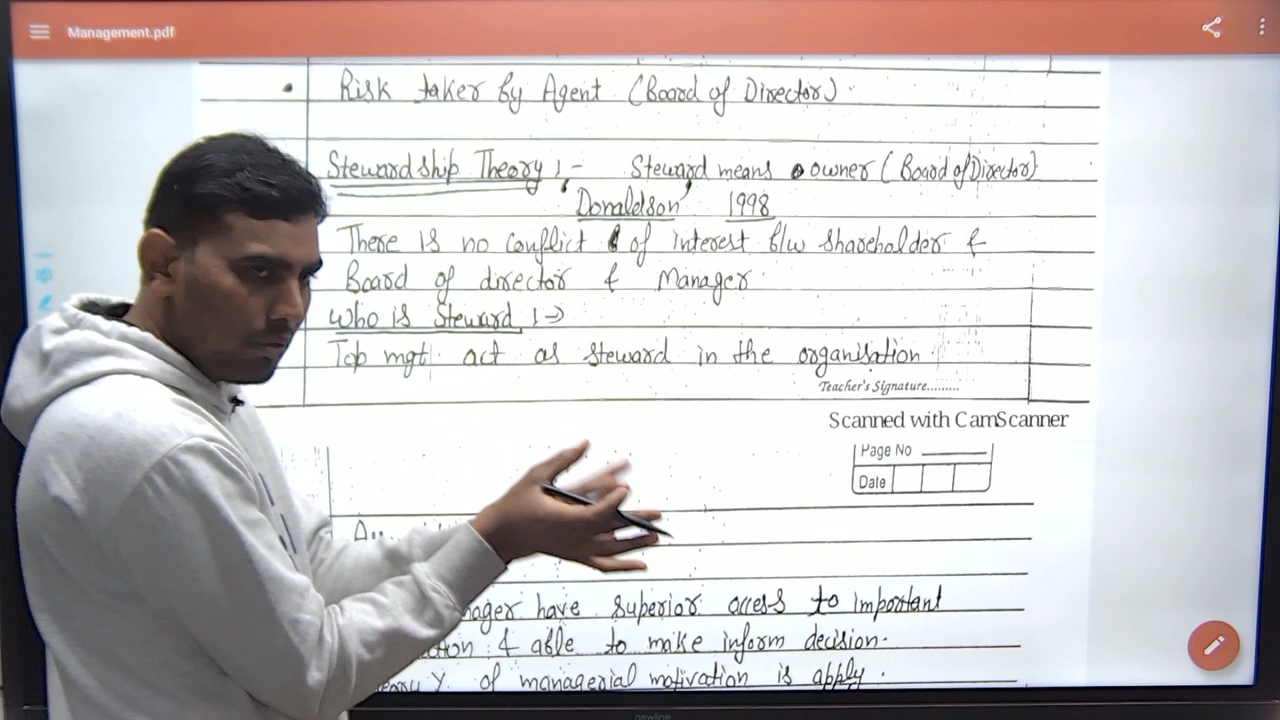 Management.pdf
• Risk taker by Agent (Board of Director)
Stewardship Theory :- Steward means owner (Board of Director)
Donaldson 1998
There is no conflict of interest b/w shareholder &
Board of director & Manager
Who is Steward :→
Top mgt act as steward in the organisation
Teacher's Signature.........
Scanned with CamScanner
Page No
Date
have superior access to important
& able to make inform decision.
Y of managerial motivation is apply.
newline